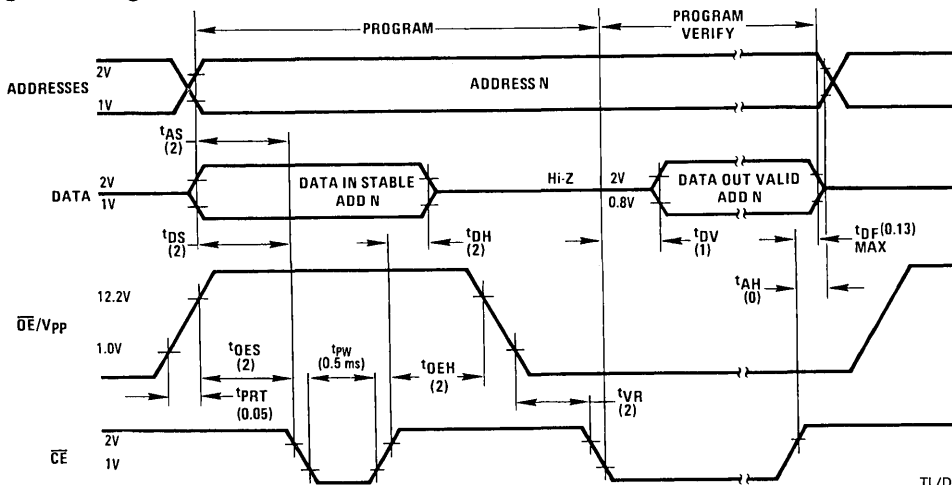 PROGRAM
PROGRAM
VERIFY
ADDRESSES
2V
1V
ADDRESS N
tAS
(2)
DATA
2V
1V
DATA IN STABLE
ADD N
Hi-Z
2V
0.8V
DATA OUT VALID
ADD N
tDS
(2)
tDH
(2)
tDV
(1)
tDF(0.13)
MAX
tAH
(0)
OE/VPP
12.2V
1.0V
tOES
(2)
tPW
(0.5 ms)
tOEH
(2)
tPRT
(0.05)
tVR
(2)
CE
2V
1V
TL/D